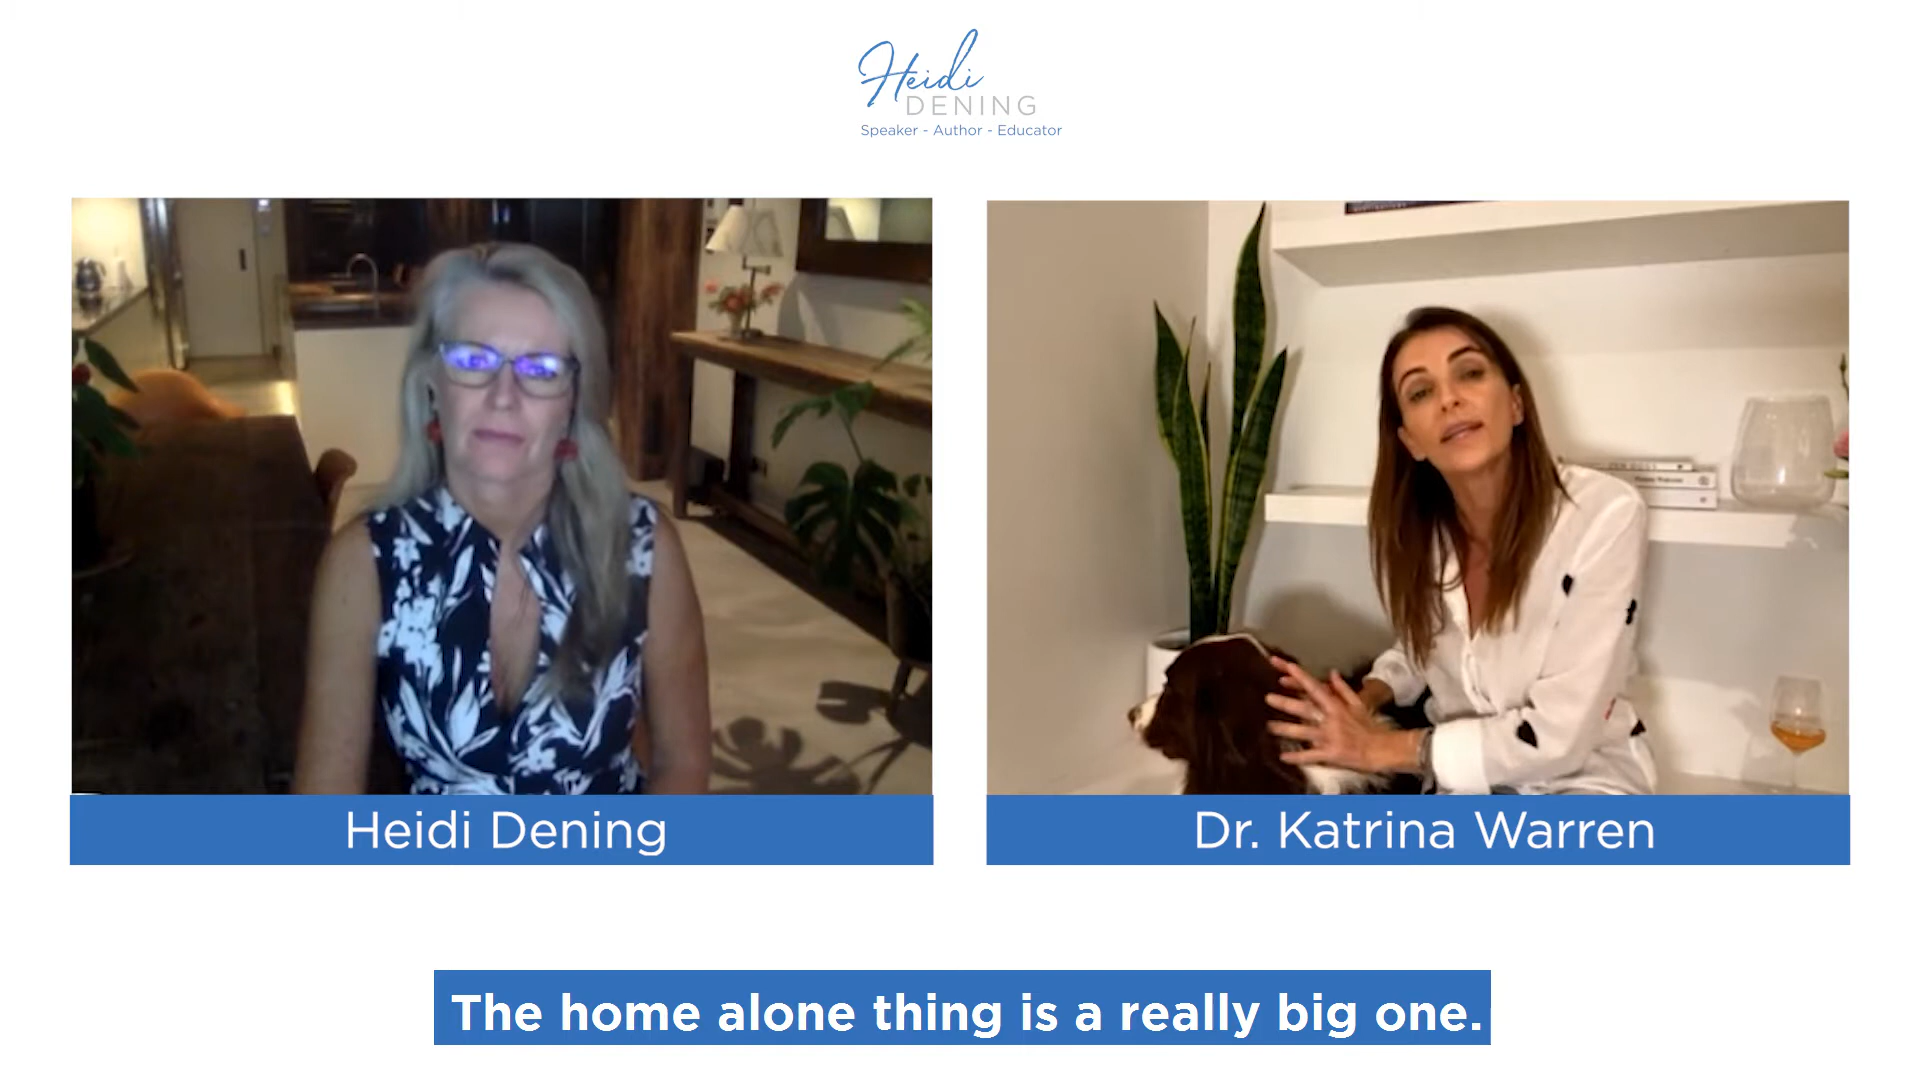 Heidi
DENING
Speaker - Author - Educator
Heidi Dening
Dr. Katrina Warren
The home alone thing is a really big one.